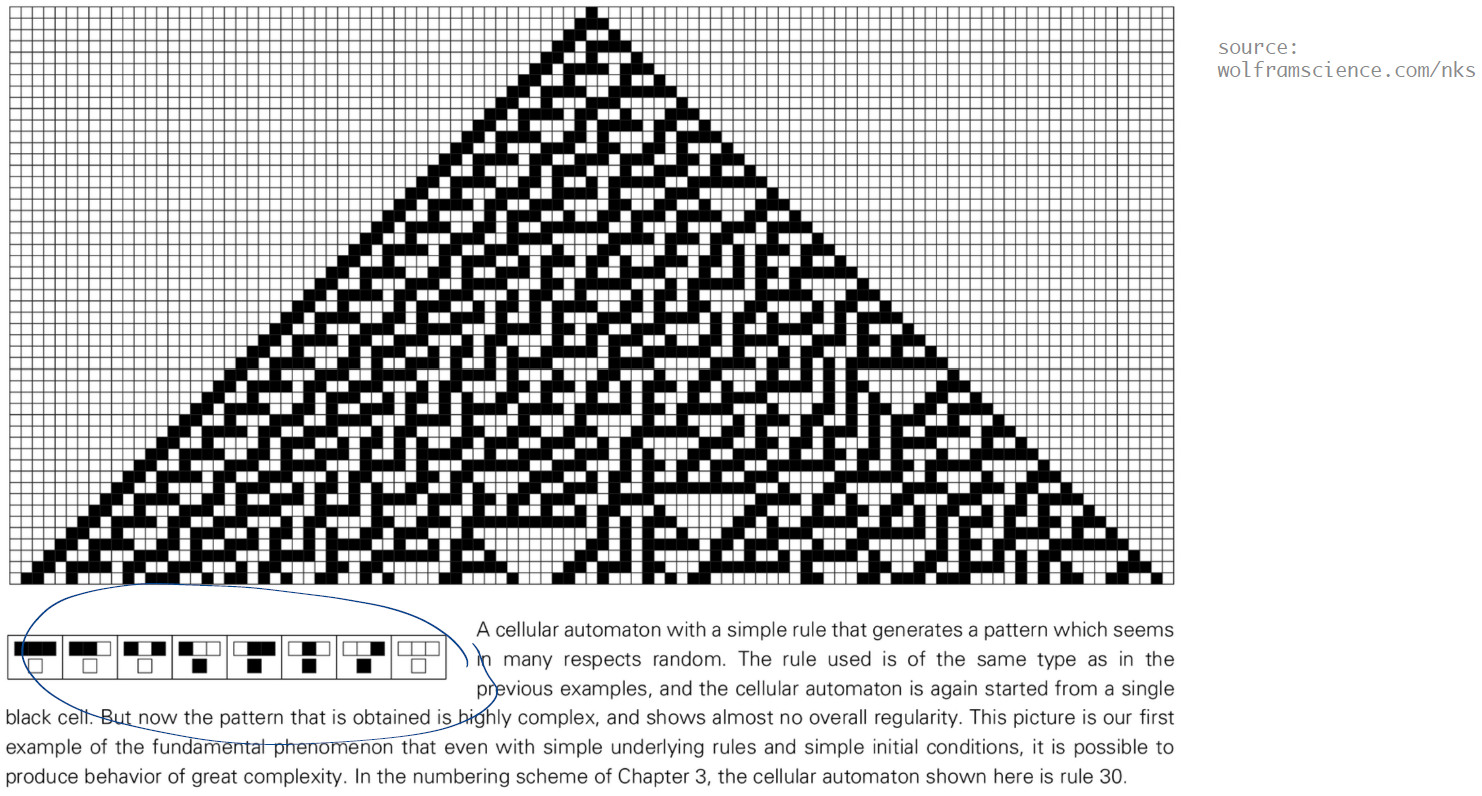 source:
wolframscience.com/nks
A cellular automaton with a simple rule that generates a pattern which seems
in many respects random. The rule used is of the same type as in the
previous examples, and the cellular automaton is again started from a single
black cell. But now the pattern that is obtained is highly complex, and shows almost no overall regularity. This picture is our first
example of the fundamental phenomenon that even with simple underlying rules and simple initial conditions, it is possible to
produce behavior of great complexity. In the numbering scheme of Chapter 3, the cellular automaton shown here is rule 30.